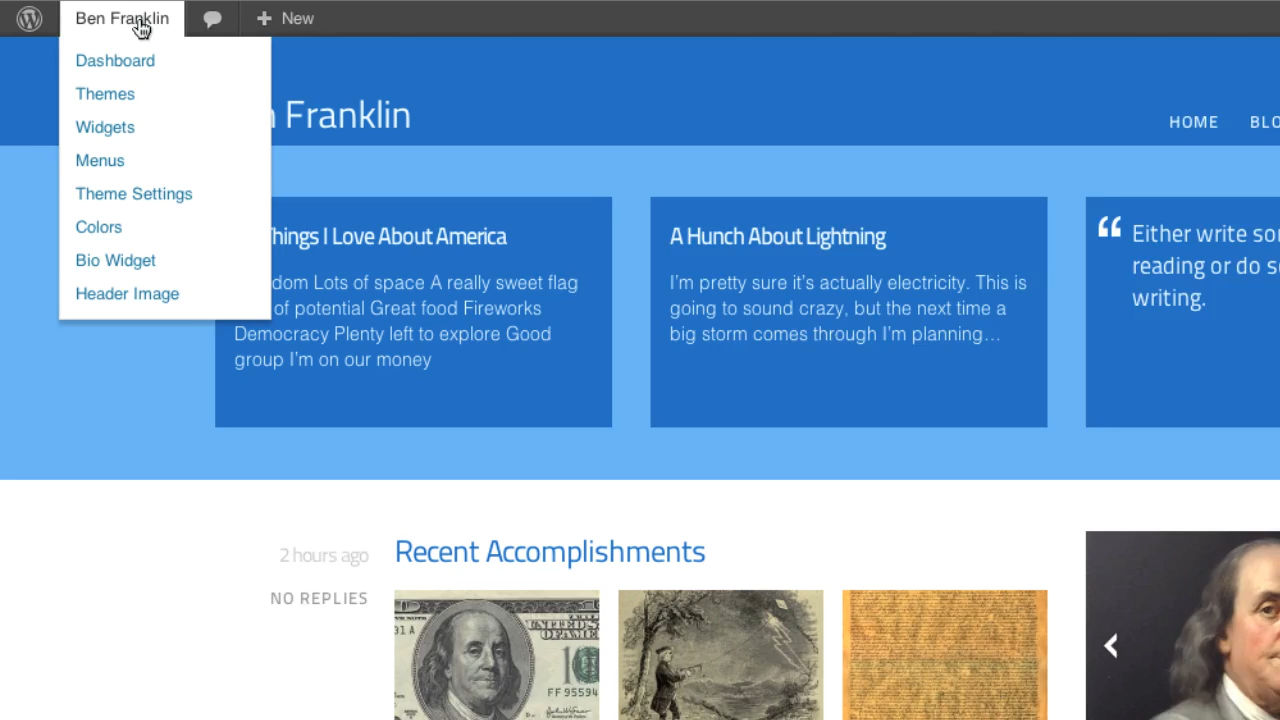 Ben Franklin
New
Dashboard
Themes
Widgets
Menus
Theme Settings
Colors
Bio Widget
Header Image
Franklin
HOME
Things I Love About America
Lots of space A really sweet flag
of potential Great food Fireworks
Democracy Plenty left to explore Good
group I'm on our money
A Hunch About Lightning
I'm pretty sure it's actually electricity. This is
going to sound crazy, but the next time a
big storm comes through I'm planning…
Either write
reading or do
writing.
2 hours ago
NO REPLIES
Recent Accomplishments
FF 95594